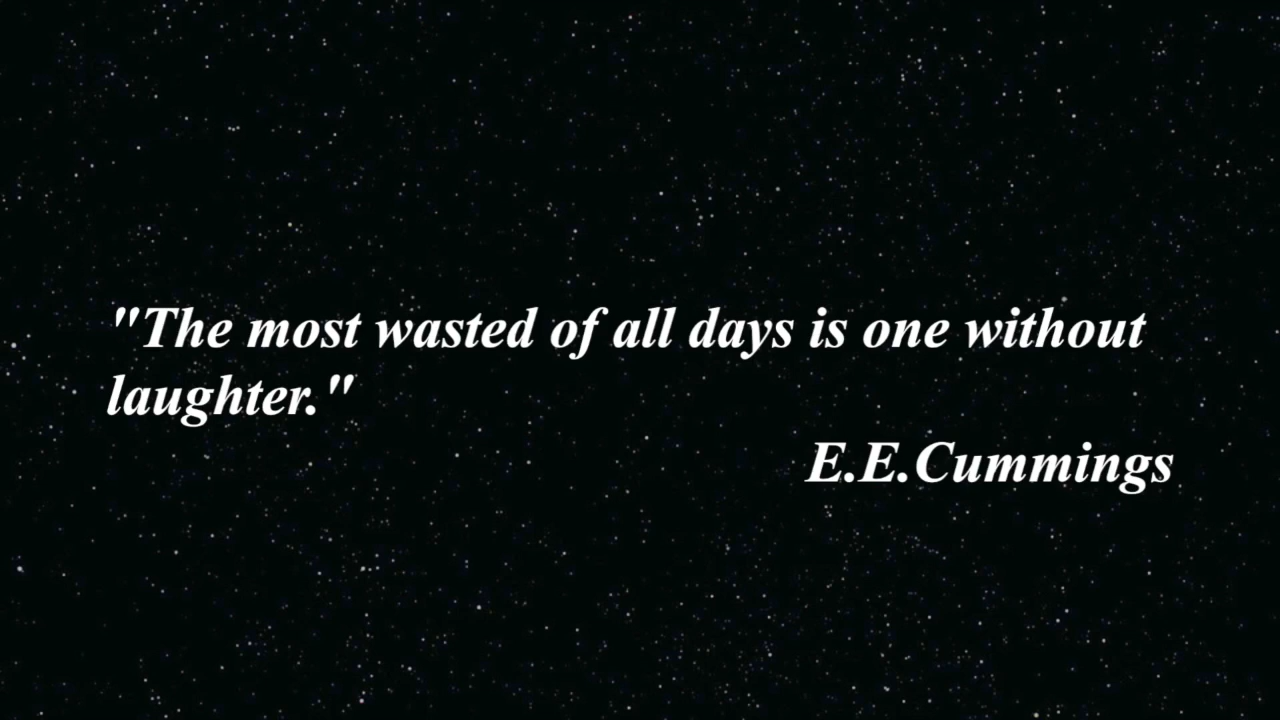 "The most wasted of all days is one without
laughter."
E.E.Cummings